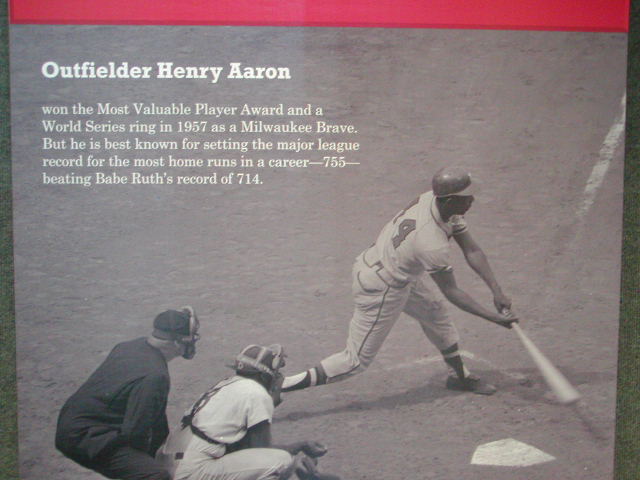 Outfielder Henry Aaron
won the Most Valuable Player Award and a
World Series ring in 1957 as a Milwaukee Brave.
But he is best known for setting the major league
record for the most home runs in a career—755—
beating Babe Ruth's record of 714.
44